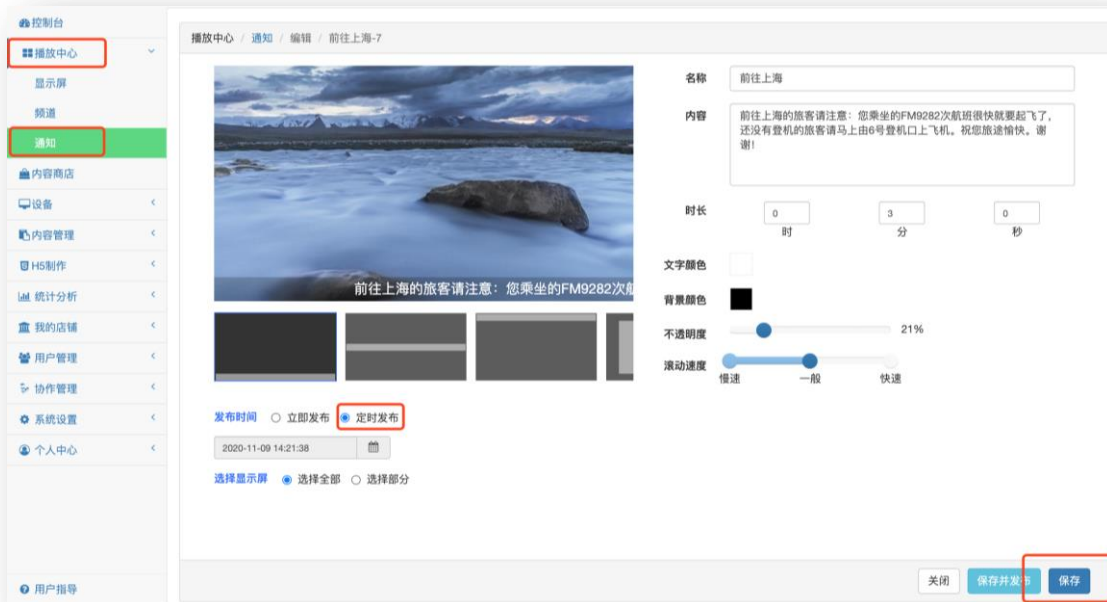 控制台
播放中心
显示屏
频道
通知
内容商店
设备
内容管理
H5制作
统计分析
我的店铺
用户管理
协作管理
系统设置
个人中心
用户指导
播放中心 / 通知 / 编辑 / 前往上海-7
前往上海的旅客请注意：您乘坐的FM9282次航
发布时间 立即发布 定时发布
2020-11-09 14:21:38
选择显示屏 选择全部 选择部分
名称 前往上海
内容 前往上海的旅客请注意：您乘坐的FM9282次航班很快就要起飞了，
还没有登机的旅客请马上由6号登机口上飞机。祝您旅途愉快。谢
谢！
时长 0 3 0
时 分 秒
文字颜色
背景颜色
不透明度 21%
滚动速度
慢速 一般 快速
关闭 保存并发布 保存